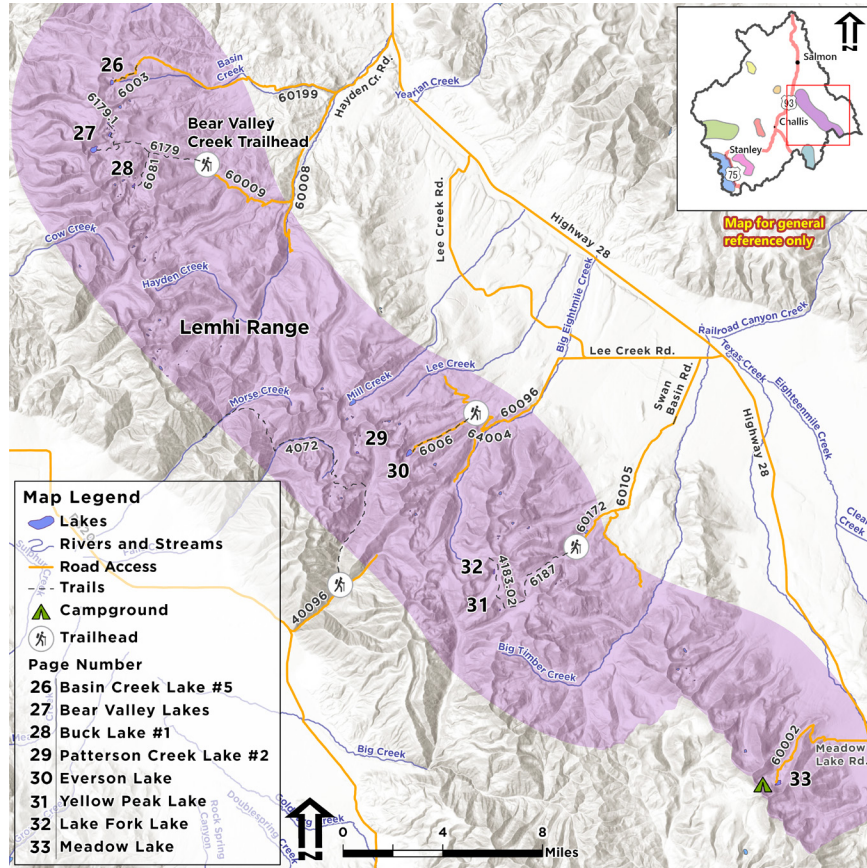 26
6003
Basin
Creek
60199
Hayden Cr. Rd.
Yearian Creek
6179.1
27
Bear Valley
Creek Trailhead
6179
28
6081
60009
60008
Cow Creek
Hayden Creek
Lee Creek Rd.
Highway 28
Big Eightmile Creek
Lemhi Range
Railroad Canyon Creek
Texas Creek
Lee Creek Rd.
Swan
Basin Rd.
Eighteenmile Creek
Morse Creek
Mill Creek
Lee Creek
60096
29
6006
64004
30
4072
Highway 28
60105
60172
Clea
Creek
32
4183.02
6187
31
40096
Big Timber Creek
60002
Meadow
Lake Rd.
33
Big Creek
Doublespring
Creek
Rock Spring
Canyon
Salmon
93
Challis
Stanley
75
N
Map for general
reference only
Map Legend
Lakes
Rivers and Streams
Road Access
Trails
Campground
Trailhead
Page Number
26 Basin Creek Lake #5
27 Bear Valley Lakes
28 Buck Lake #1
29 Patterson Creek Lake #2
30 Everson Lake
31 Yellow Peak Lake
32 Lake Fork Lake
33 Meadow Lake
N
0 4 8
Miles